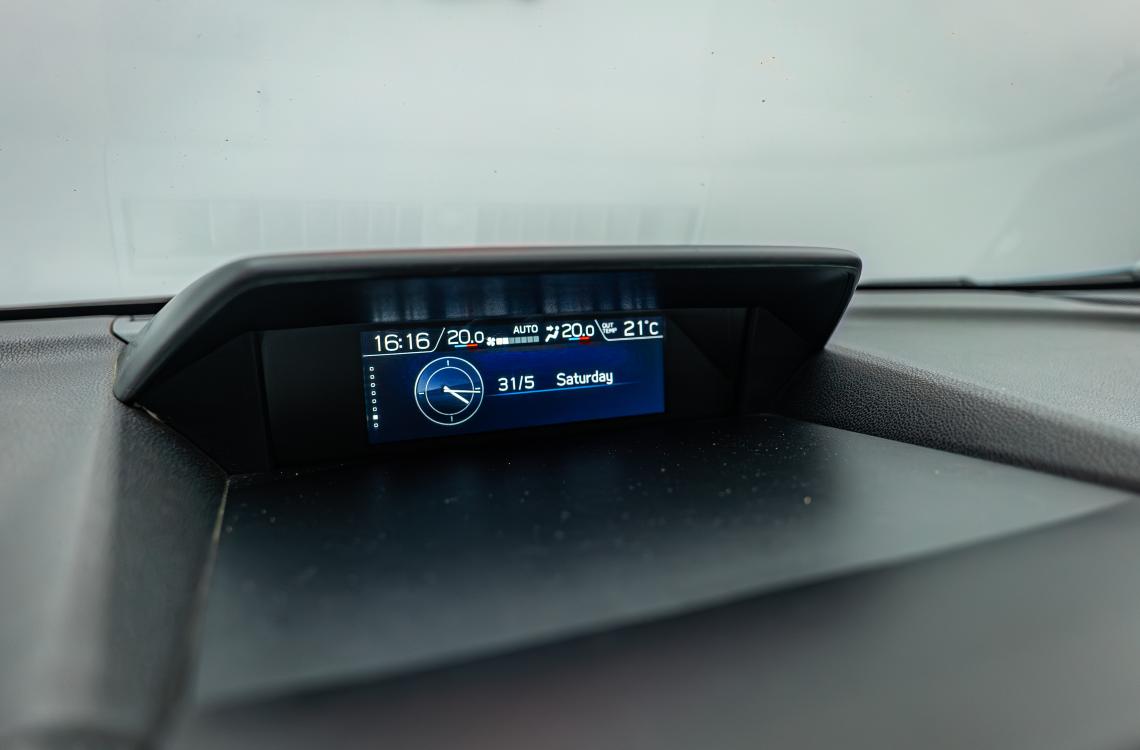 16:16 20.0 AUTO 20.0 OUT TEMP 21°C
31/5 Saturday